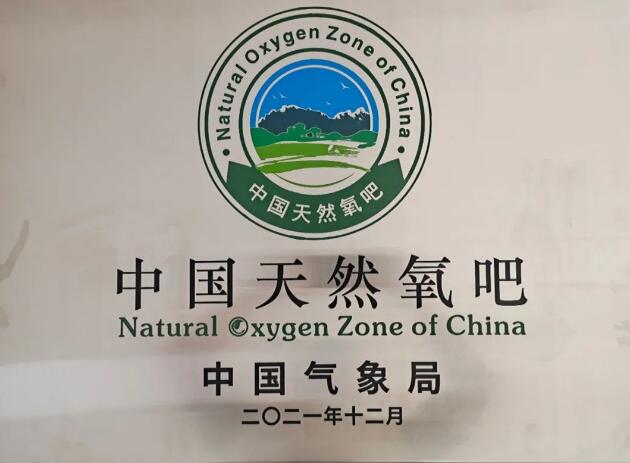 Natural Oxygen Zone of China
中国天然氧吧
中国天然氧吧
Natural Oxygen Zone of China
中国气象局
二〇二一年十二月